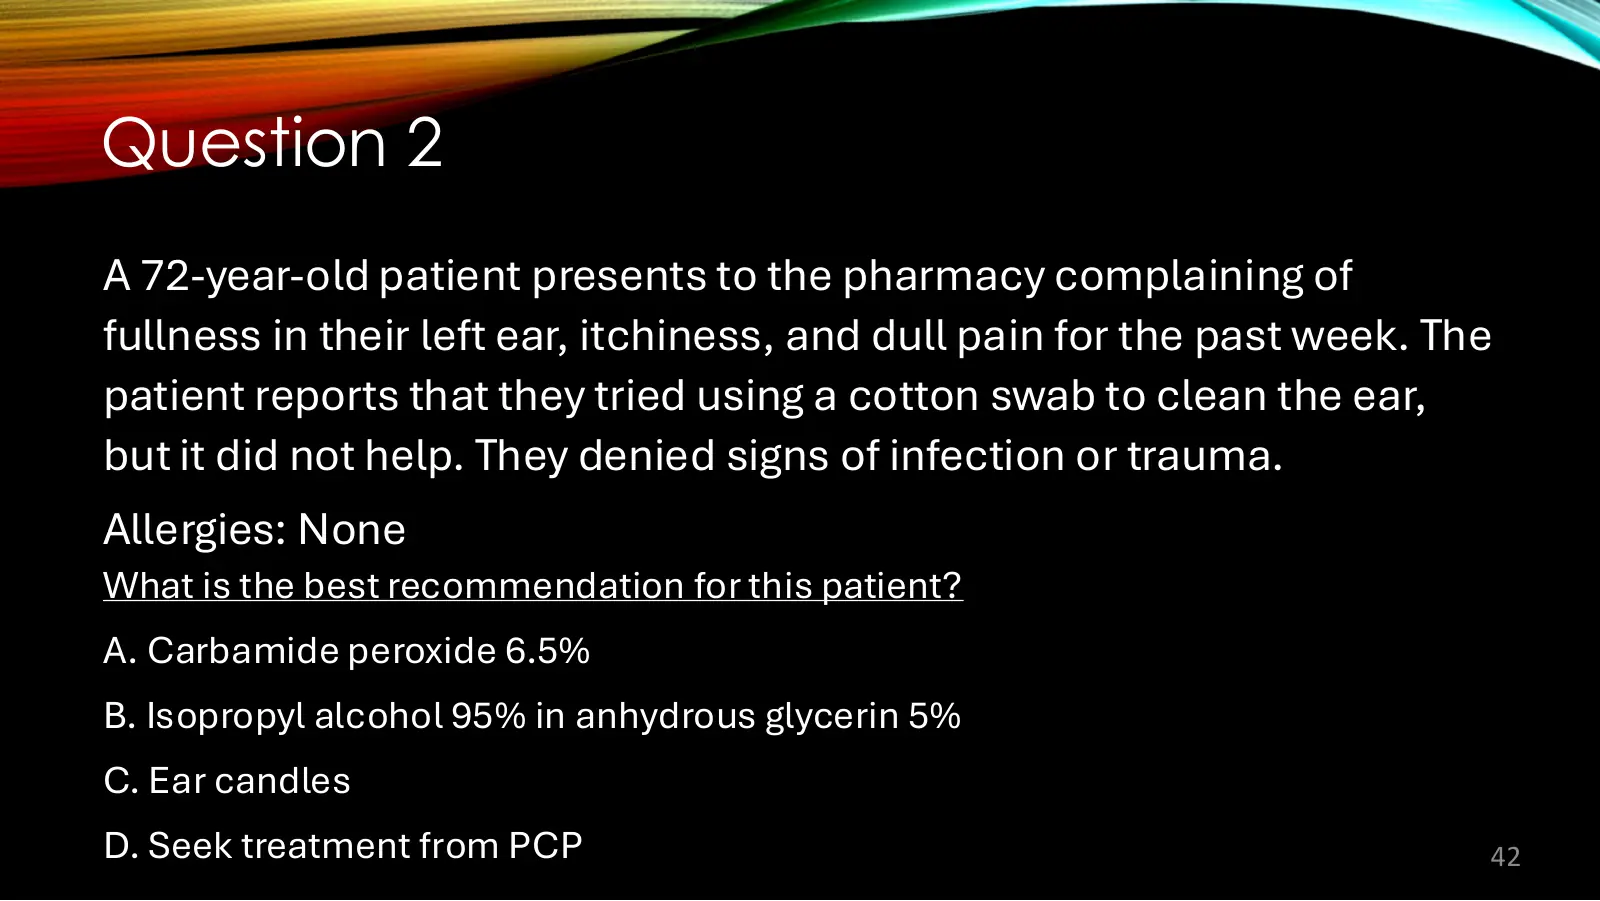 Question 2
A 72-year-old patient presents to the pharmacy complaining of
fullness in their left ear, itchiness, and dull pain for the past week. The
patient reports that they tried using a cotton swab to clean the ear,
but it did not help. They denied signs of infection or trauma.
Allergies: None
What is the best recommendation for this patient?
A. Carbamide peroxide 6.5%
B. Isopropyl alcohol 95% in anhydrous glycerin 5%
C. Ear candles
D. Seek treatment from PCP
42